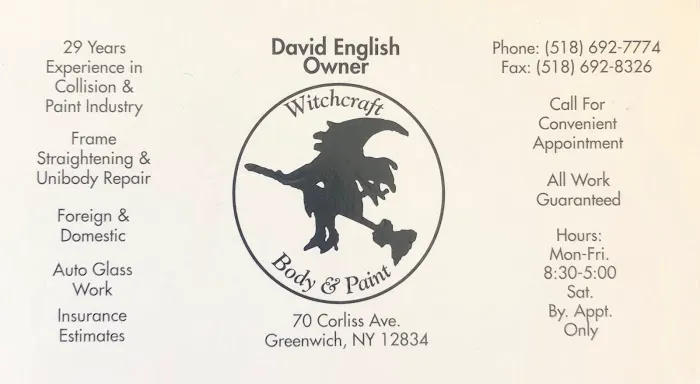 29 Years
Experience in
Collision &
Paint Industry
Frame
Straightening &
Unibody Repair
Foreign &
Domestic
Auto Glass
Work
Insurance
Estimates
David English
Owner
Witchcraft
Body & Paint
70 Corliss Ave.
Greenwich, NY 12834
Phone: (518) 692-7774
Fax: (518) 692-8326
Call For
Convenient
Appointment
All Work
Guaranteed
Hours:
Mon-Fri.
8:30-5:00
Sat.
By. Appt.
Only